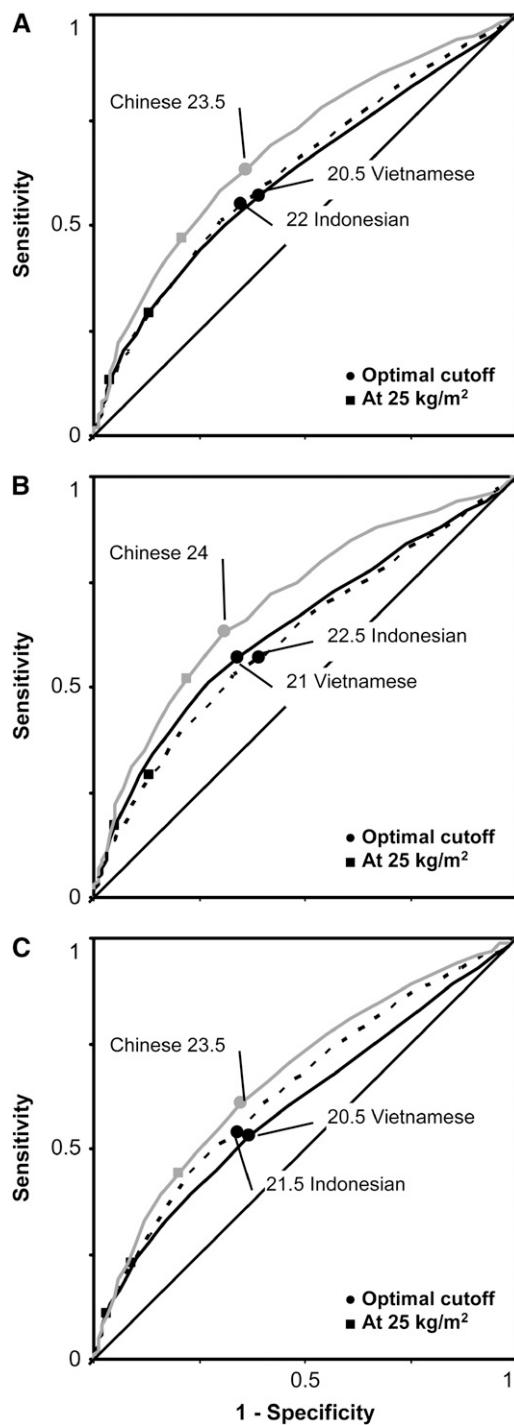 A
1
Chinese 23.5
20.5 Vietnamese
Sensitivity
0.5
22 Indonesian
● Optimal cutoff
■ At 25 kg/m²
0
B
1
Chinese 24
22.5 Indonesian
Sensitivity
0.5
21 Vietnamese
● Optimal cutoff
■ At 25 kg/m²
0
C
1
Chinese 23.5
20.5 Vietnamese
Sensitivity
0.5
21.5 Indonesian
● Optimal cutoff
■ At 25 kg/m²
0
0.5 1
1 - Specificity